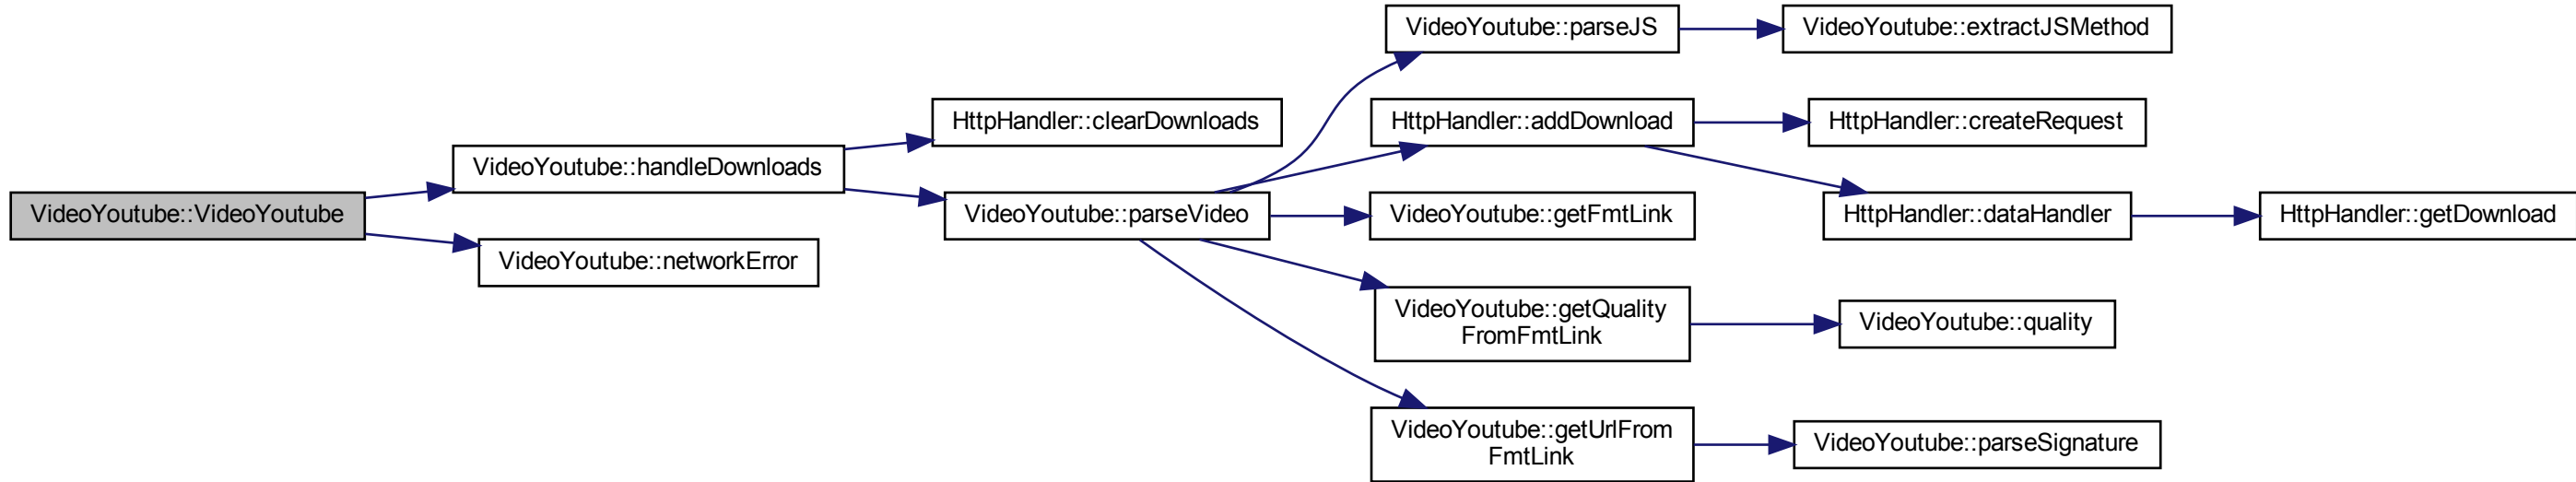 VideoYoutube::VideoYoutube
VideoYoutube::handleDownloads
VideoYoutube::networkError
HttpHandler::clearDownloads
VideoYoutube::parseVideo
VideoYoutube::parseJS
HttpHandler::addDownload
VideoYoutube::getFmtLink
VideoYoutube::getQuality
FromFmtLink
VideoYoutube::getUrlFrom
FmtLink
VideoYoutube::extractJSMethod
HttpHandler::createRequest
HttpHandler::dataHandler
VideoYoutube::quality
VideoYoutube::parseSignature
HttpHandler::getDownload